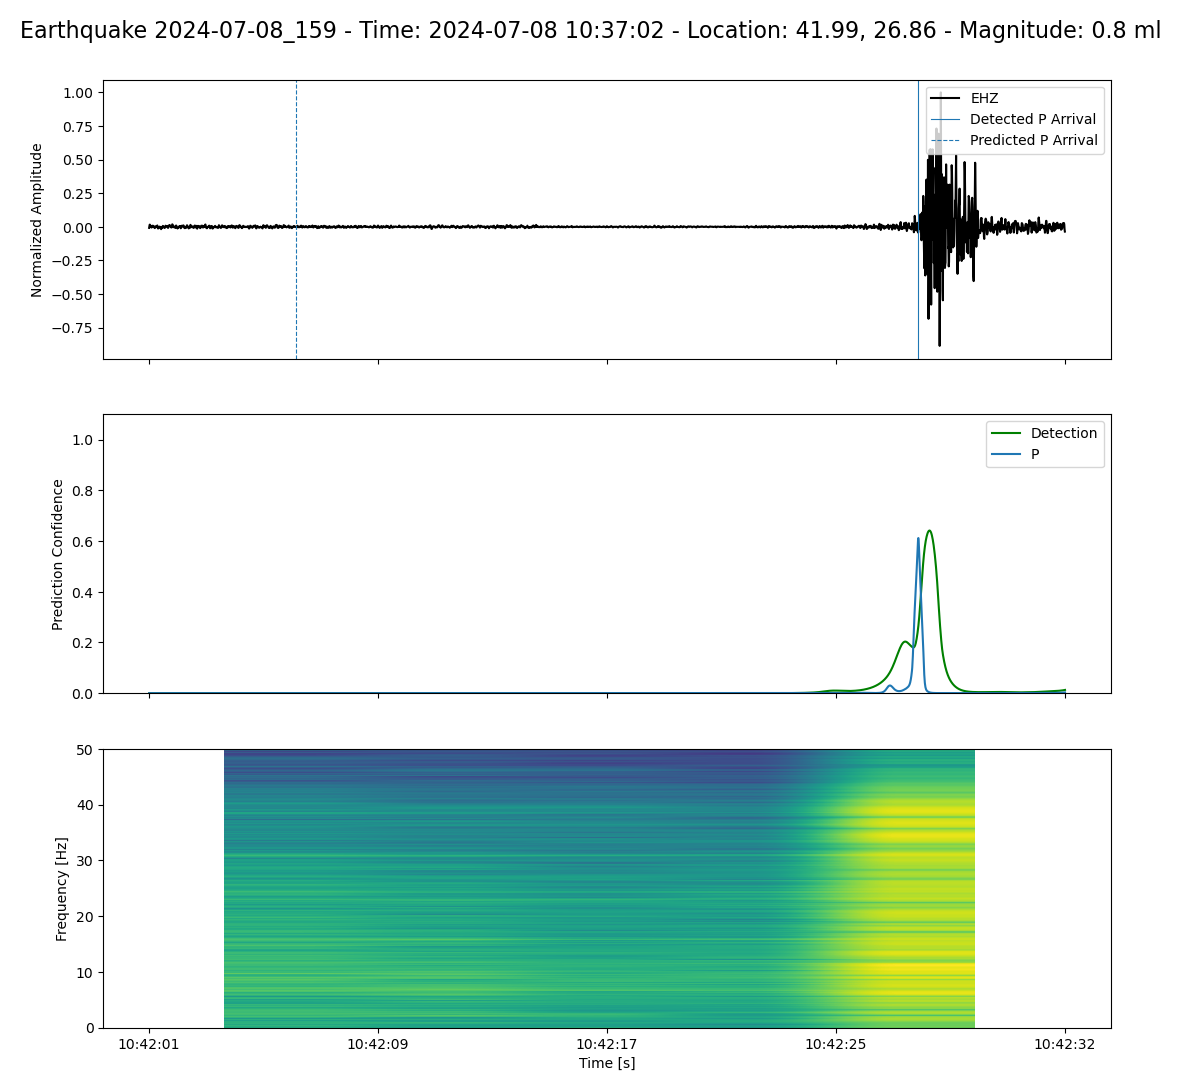 Earthquake 2024-07-08_159 - Time: 2024-07-08 10:37:02 - Location: 41.99, 26.86 - Magnitude: 0.8 ml
Normalized Amplitude
1.00
0.75
0.50
0.25
0.00
−0.25
−0.50
−0.75
EHZ
Detected P Arrival
Predicted P Arrival
Prediction Confidence
1.0
0.8
0.6
0.4
0.2
0.0
Detection
P
Frequency [Hz]
50
40
30
20
10
0
10:42:01
10:42:09
10:42:17
10:42:25
10:42:32
Time [s]